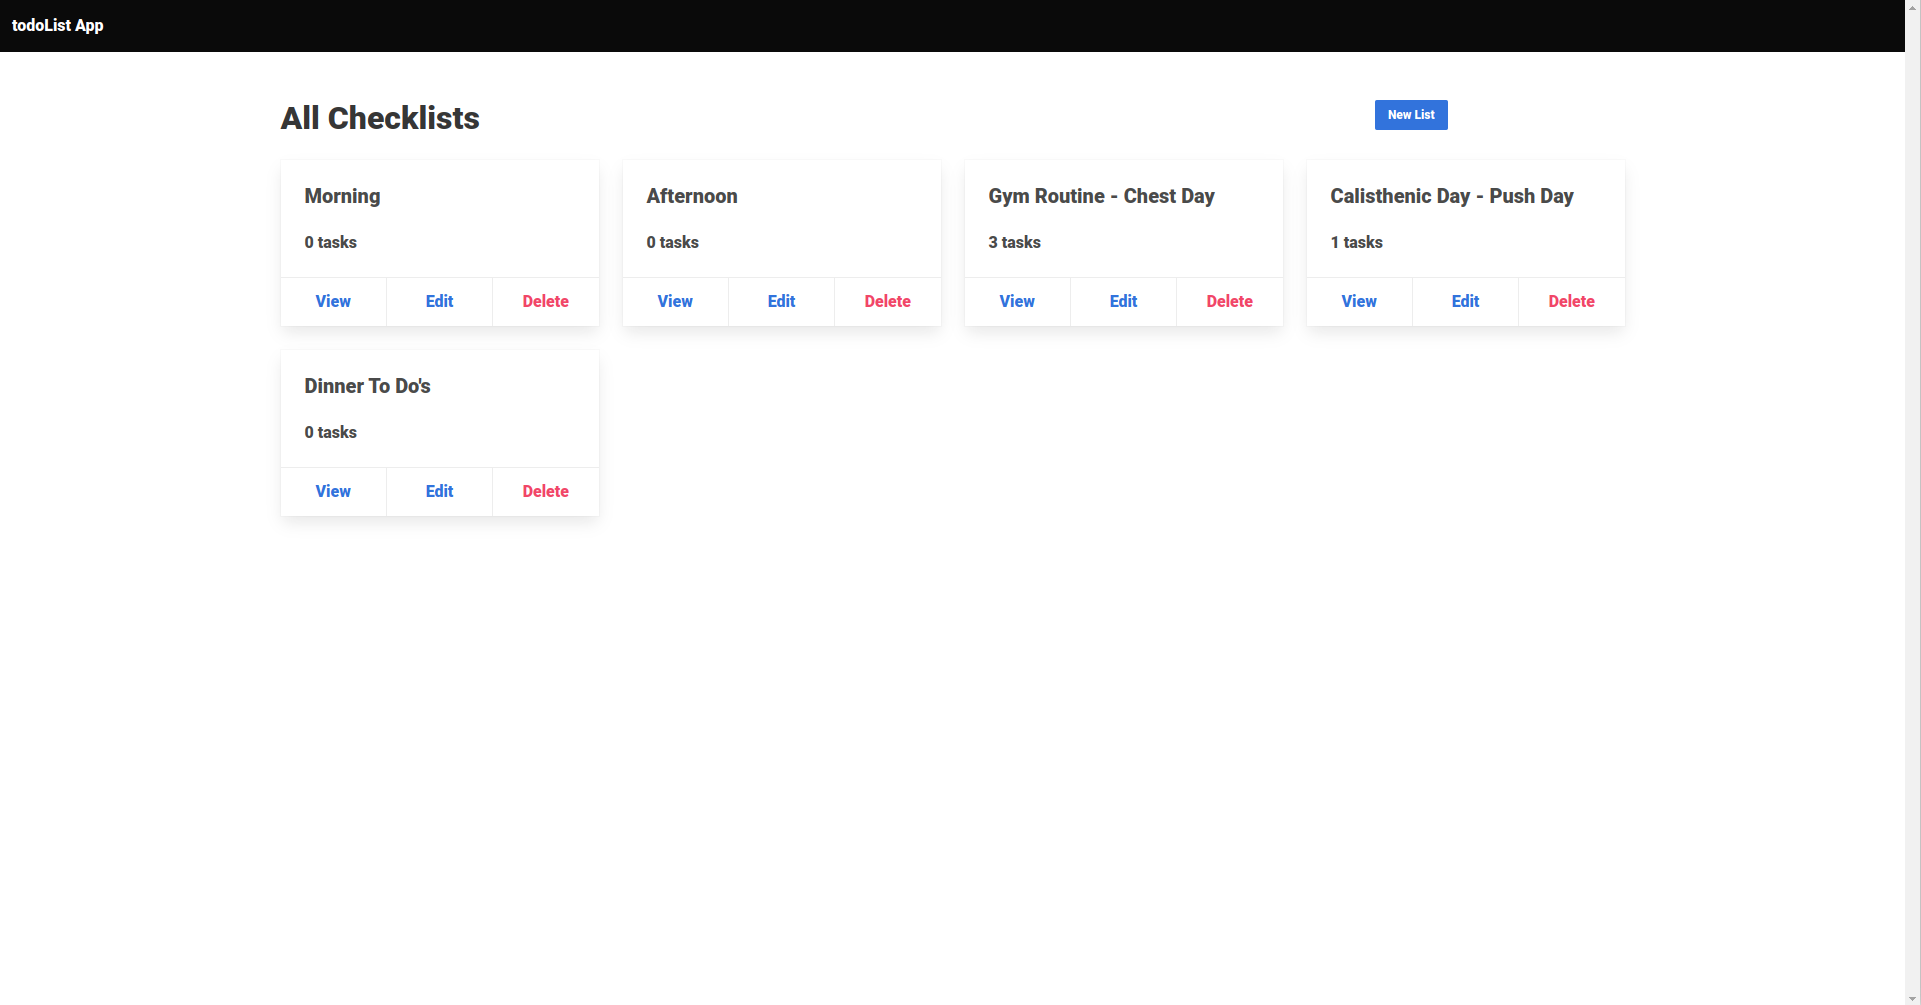 todoList App
All Checklists
New List
Morning
0 tasks
View Edit Delete
Afternoon
0 tasks
View Edit Delete
Gym Routine - Chest Day
3 tasks
View Edit Delete
Calisthenic Day - Push Day
1 tasks
View Edit Delete
Dinner To Do's
0 tasks
View Edit Delete